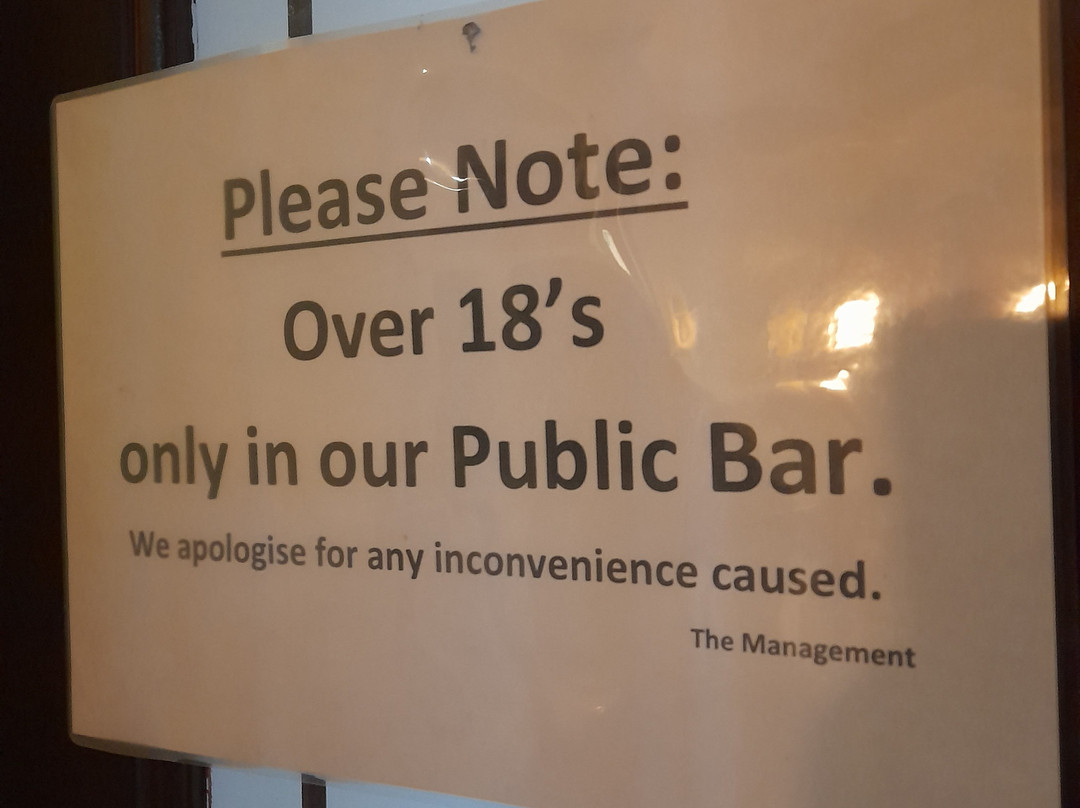 Please Note:
Over 18’s
only in our Public Bar.
We apologise for any inconvenience caused.
The Management